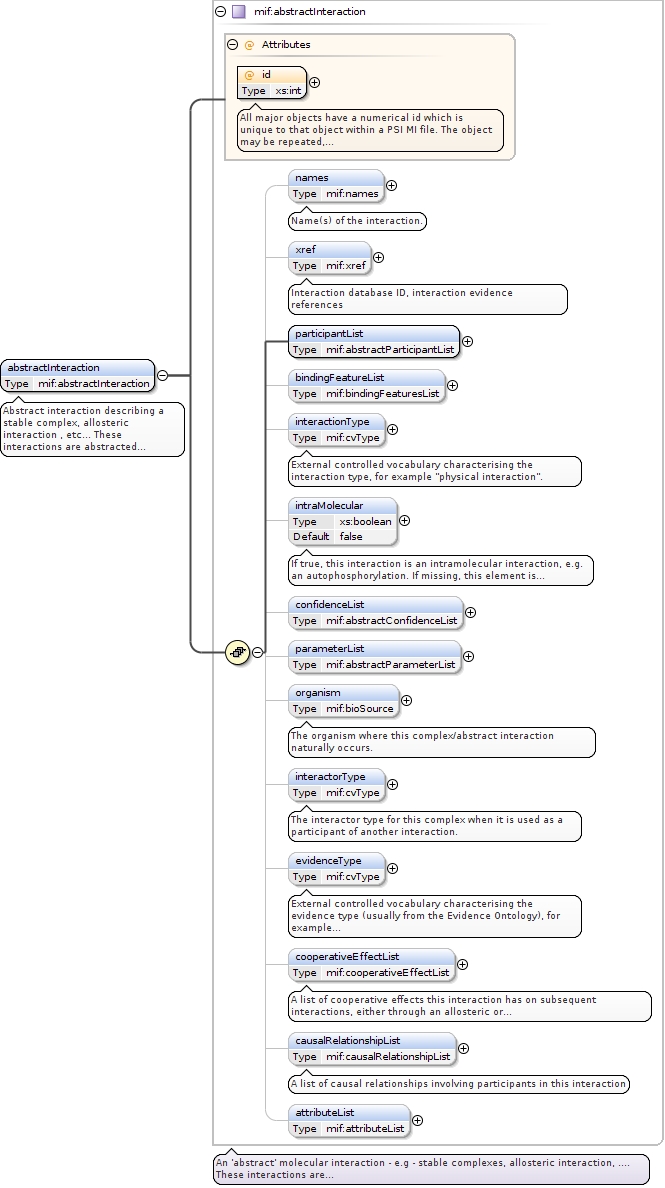 mif:abstractInteraction
Attributes
id
Type xs:int
All major objects have a numerical id which is
unique to that object within a PSI MI file. The object
may be repeated,...
names
Type mif:names
Name(s) of the interaction.
xref
Type mif:xref
Interaction database ID, interaction evidence
references
participantList
Type mif:abstractParticipantList
abstractInteraction
Type mif:abstractInteraction
Abstract interaction describing a
stable complex, allosteric
interaction , etc... These
interactions are abstracted...
bindingFeatureList
Type mif:bindingFeaturesList
interactionType
Type mif:cvType
External controlled vocabulary characterising the
interaction type, for example "physical interaction".
intraMolecular
Type xs:boolean
Default false
If true, this interaction is an intramolecular interaction, e.g.
an autophosphorylation. If missing, this element is...
confidenceList
Type mif:abstractConfidenceList
parameterList
Type mif:abstractParameterList
organism
Type mif:bioSource
The organism where this complex/abstract interaction
naturally occurs.
interactorType
Type mif:cvType
The interactor type for this complex when it is used as a
participant of another interaction.
evidenceType
Type mif:cvType
External controlled vocabulary characterising the
evidence type (usually from the Evidence Ontology), for
example...
cooperativeEffectList
Type mif:cooperativeEffectList
A list of cooperative effects this interaction has on subsequent
interactions, either through an allosteric or...
causalRelationshipList
Type mif:causalRelationshipList
A list of causal relationships involving participants in this interaction
attributeList
Type mif:attributeList
An 'abstract' molecular interaction - e.g - stable complexes, allosteric interaction, ....
These interactions are...